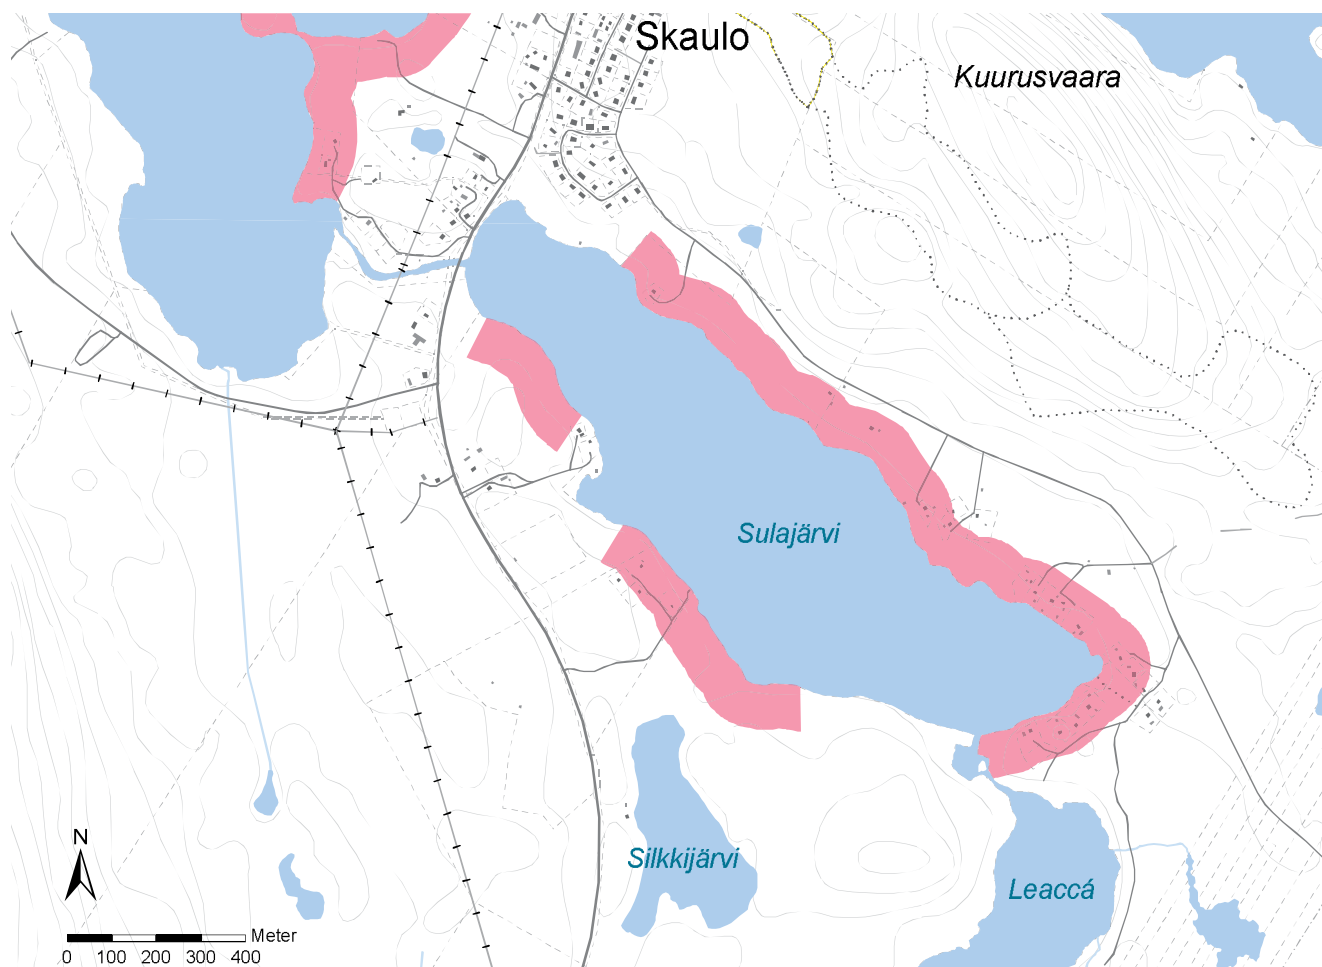 Skaulo
Kuurusvaara
Sulajärvi
Silkkijärvi
Leaccá
N
Meter
0 100 200 300 400